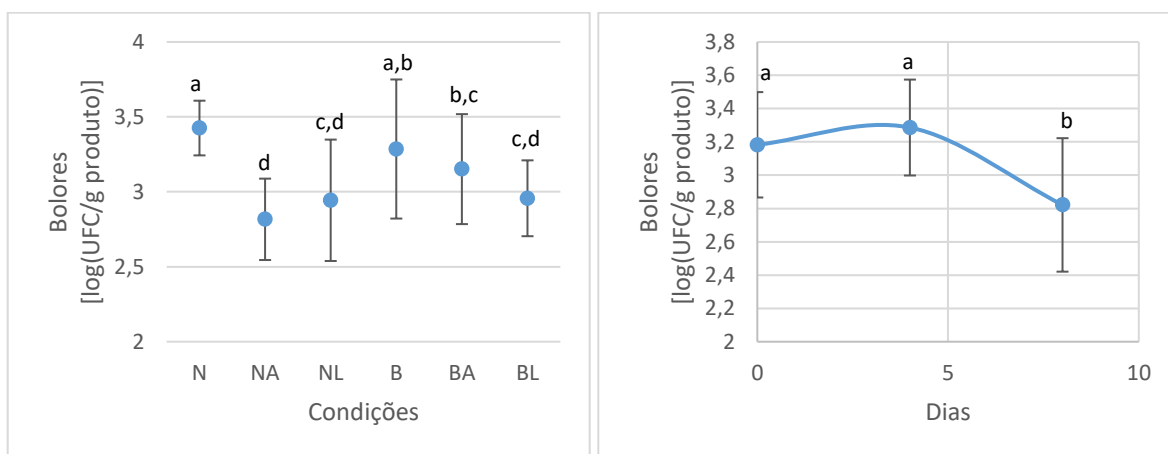 4
3,5
3
2,5
2
a
d
c,d
a,b
b,c
c,d
N NA NL B BA BL
Condições
Bolores
[log(UFC/g produto)]
3,8
3,6
3,4
3,2
3
2,8
2,6
2,4
2,2
2
a
a
b
0 5 10
Dias
Bolores
[log(UFC/g produto)]